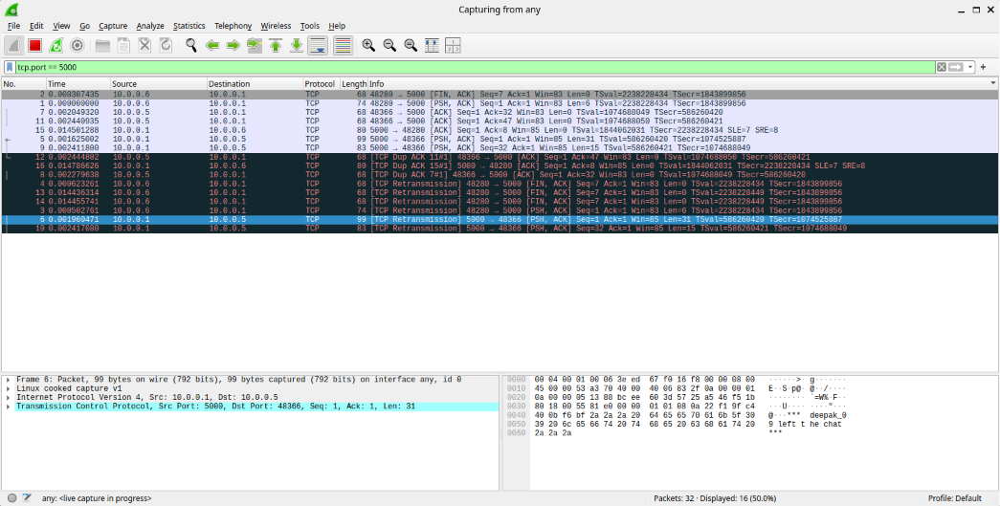 Capturing from any
File Edit View Go Capture Analyze Statistics Telephony Wireless Tools Help
tcp.port == 5000
No. Time Source Destination Protocol Length Info
2 0.000307435 10.0.0.6 10.0.0.1 TCP 68 48280 → 5000 [FIN, ACK] Seq=7 Ack=1 Win=83 Len=0 TSval=2238228434 TSecr=1843899856
1 0.000000000 10.0.0.6 10.0.0.1 TCP 74 48280 → 5000 [PSH, ACK] Seq=1 Ack=1 Win=83 Len=6 TSval=2238228434 TSecr=1843899856
7 0.002049320 10.0.0.5 10.0.0.1 TCP 68 48366 → 5000 [ACK] Seq=1 Ack=32 Win=83 Len=0 TSval=1074688049 TSecr=586260420
11 0.002440935 10.0.0.5 10.0.0.1 TCP 68 48366 → 5000 [ACK] Seq=1 Ack=47 Win=83 Len=0 TSval=1074688050 TSecr=586260421
15 0.014501288 10.0.0.1 10.0.0.6 TCP 80 5000 → 48280 [ACK] Seq=1 Ack=8 Win=85 Len=0 TSval=1844062031 TSecr=2238228434 SLE=7 SRE=8
5 0.001625002 10.0.0.1 10.0.0.5 TCP 99 5000 → 48366 [PSH, ACK] Seq=1 Ack=1 Win=85 Len=31 TSval=586260420 TSecr=1074525887
9 0.002411800 10.0.0.1 10.0.0.5 TCP 83 5000 → 48366 [PSH, ACK] Seq=32 Ack=1 Win=85 Len=15 TSval=586260421 TSecr=1074688049
12 0.002444802 10.0.0.5 10.0.0.1 TCP 68 [TCP Dup ACK 11#1] 48366 → 5000 [ACK] Seq=1 Ack=47 Win=83 Len=0 TSval=1074688050 TSecr=586260421
16 0.014706626 10.0.0.1 10.0.0.6 TCP 80 [TCP Dup ACK 15#1] 5000 → 48280 [ACK] Seq=1 Ack=8 Win=85 Len=0 TSval=1844062031 TSecr=2238228434 SLE=7 SRE=8
8 0.002279638 10.0.0.5 10.0.0.1 TCP 68 [TCP Dup ACK 7#1] 48366 → 5000 [ACK] Seq=1 Ack=32 Win=83 Len=0 TSval=1074688049 TSecr=586260420
4 0.000623261 10.0.0.6 10.0.0.1 TCP 68 [TCP Retransmission] 48280 → 5000 [FIN, ACK] Seq=7 Ack=1 Win=83 Len=0 TSval=2238228434 TSecr=1843899856
13 0.014436314 10.0.0.6 10.0.0.1 TCP 68 [TCP Retransmission] 48280 → 5000 [FIN, ACK] Seq=7 Ack=1 Win=83 Len=0 TSval=2238228449 TSecr=1843899856
14 0.014455741 10.0.0.6 10.0.0.1 TCP 68 [TCP Retransmission] 48280 → 5000 [FIN, ACK] Seq=7 Ack=1 Win=83 Len=0 TSval=2238228449 TSecr=1843899856
3 0.000502761 10.0.0.6 10.0.0.1 TCP 74 [TCP Retransmission] 48280 → 5000 [PSH, ACK] Seq=1 Ack=1 Win=83 Len=6 TSval=2238228434 TSecr=1843899856
6 0.001960471 10.0.0.1 10.0.0.5 TCP 99 [TCP Retransmission] 5000 → 48366 [PSH, ACK] Seq=1 Ack=1 Win=85 Len=31 TSval=586260420 TSecr=1074525887
10 0.002417080 10.0.0.1 10.0.0.5 TCP 83 [TCP Retransmission] 5000 → 48366 [PSH, ACK] Seq=32 Ack=1 Win=85 Len=15 TSval=586260421 TSecr=1074688049
Frame 6: Packet, 99 bytes on wire (792 bits), 99 bytes captured (792 bits) on interface any, id 0
Linux cooked capture v1
Internet Protocol Version 4, Src: 10.0.0.1, Dst: 10.0.0.5
Transmission Control Protocol, Src Port: 5000, Dst Port: 48366, Seq: 1, Ack: 1, Len: 31
0000 00 04 00 01 00 06 3e ed 67 f0 16 f8 00 00 08 00 ······>· g·······
0010 45 00 00 53 a3 70 40 00 40 06 83 2f 0a 00 00 01 E··S·p@· @··/····
0020 0a 00 00 05 13 88 bc ee 60 3d 57 25 a5 46 f5 1b ········ `=W%·F··
0030 80 18 00 55 81 e0 00 00 01 01 08 0a 22 f1 9f c4 ···U···· ····"···
0040 40 0b f6 bf 2a 2a 2a 20 64 65 65 70 61 6b 5f 30 @···*** deepak_0
0050 39 20 6c 65 66 74 20 74 68 65 20 63 68 61 74 20 9 left t he chat
0060 2a 2a 2a ***
any: <live capture in progress>
Packets: 32 · Displayed: 16 (50.0%)
Profile: Default